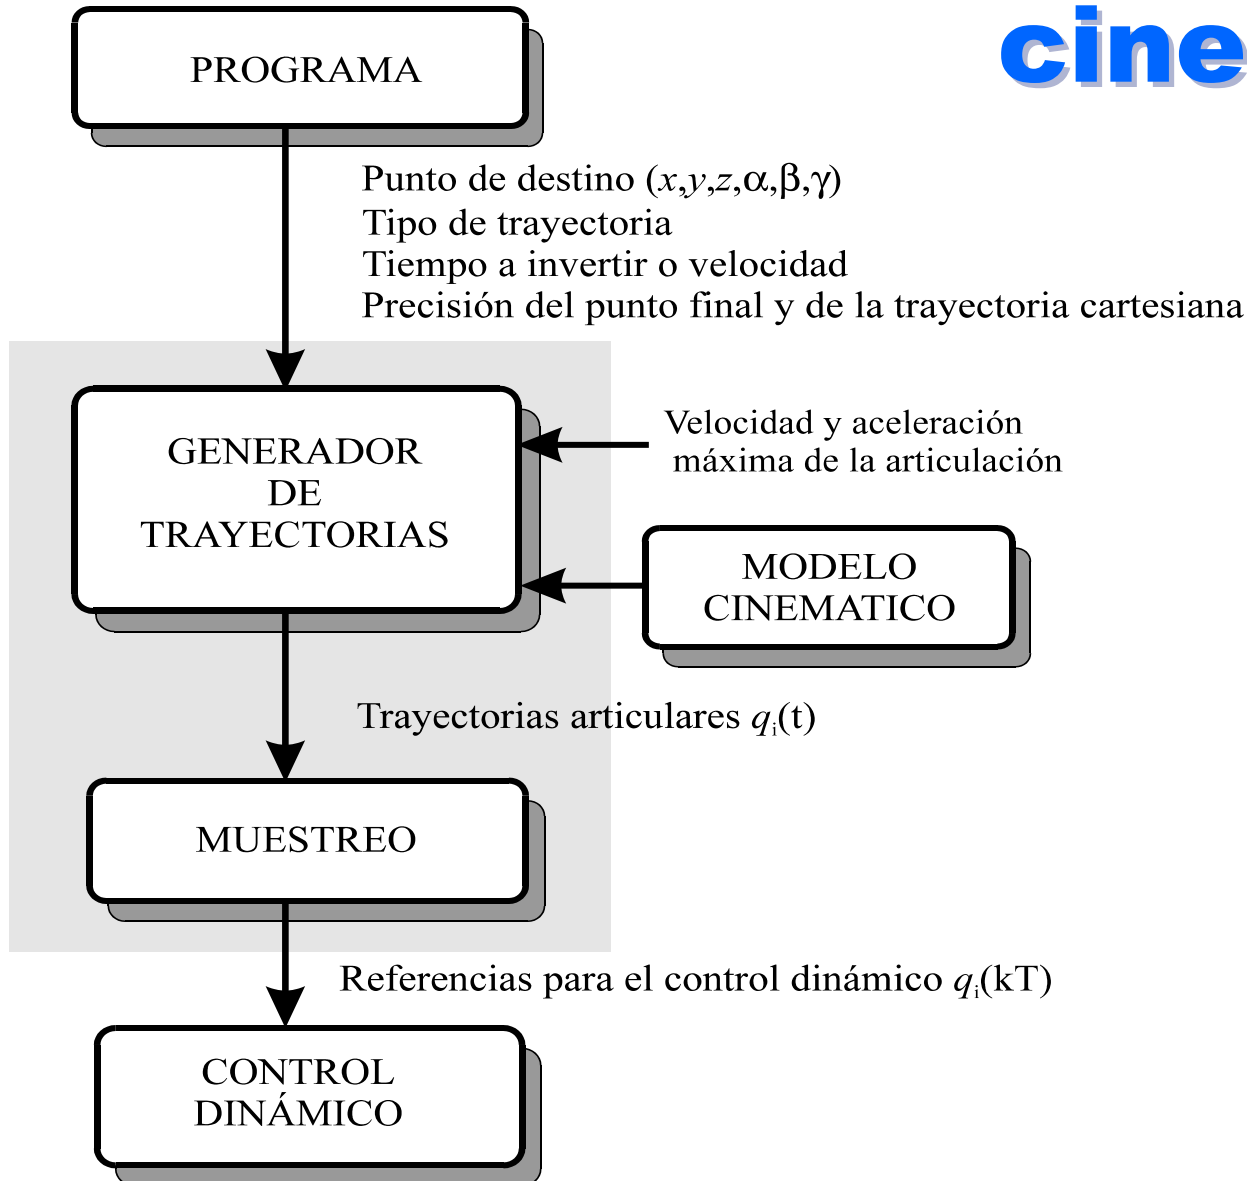 cine
PROGRAMA
Punto de destino (x,y,z,α,β,γ)
Tipo de trayectoria
Tiempo a invertir o velocidad
Precisión del punto final y de la trayectoria cartesiana
GENERADOR
DE
TRAYECTORIAS
Velocidad y aceleración
máxima de la articulación
MODELO
CINEMATICO
Trayectorias articulares qi(t)
MUESTREO
Referencias para el control dinámico qi(kT)
CONTROL
DINÁMICO